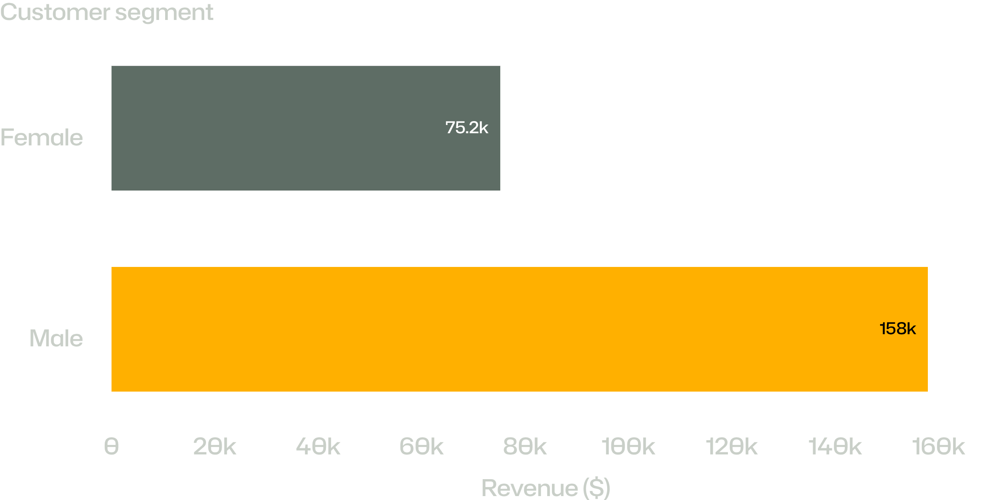 Customer segment
Female
75.2k
Male
158k
0 20k 40k 60k 80k 100k 120k 140k 160k
Revenue ($)